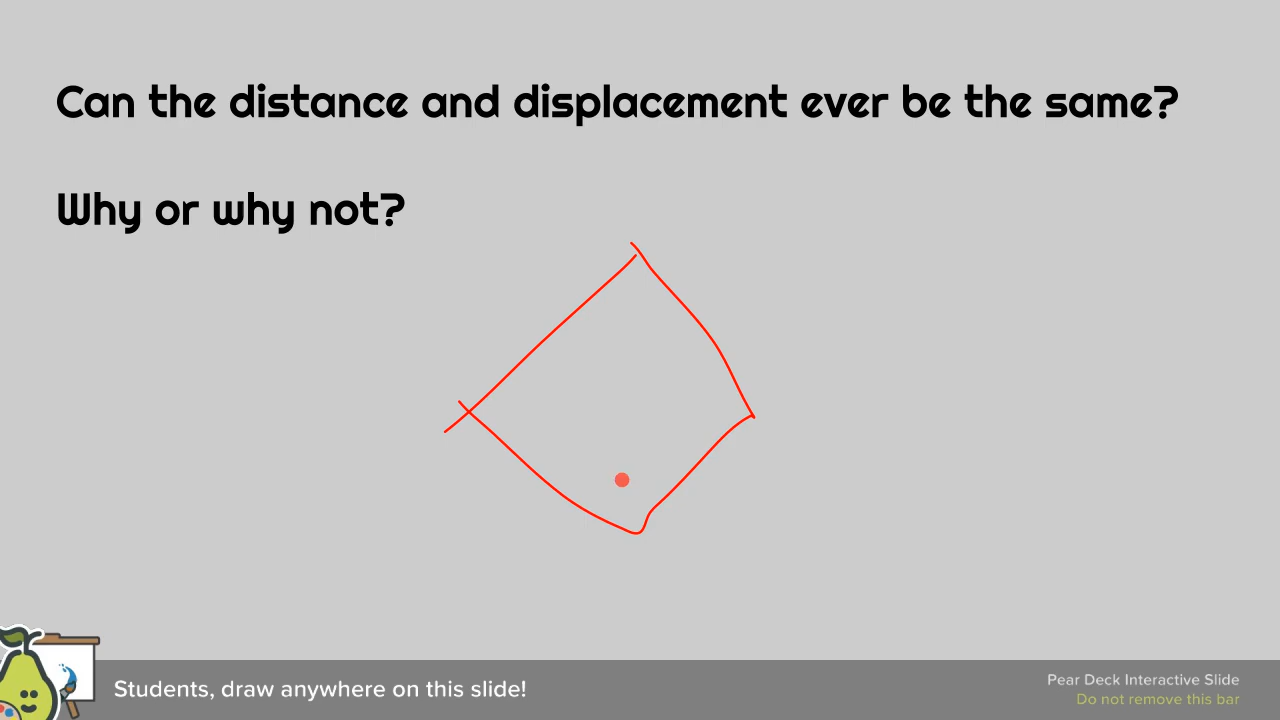 Can the distance and displacement ever be the same?
Why or why not?
Students, draw anywhere on this slide!
Pear Deck Interactive Slide
Do not remove this bar